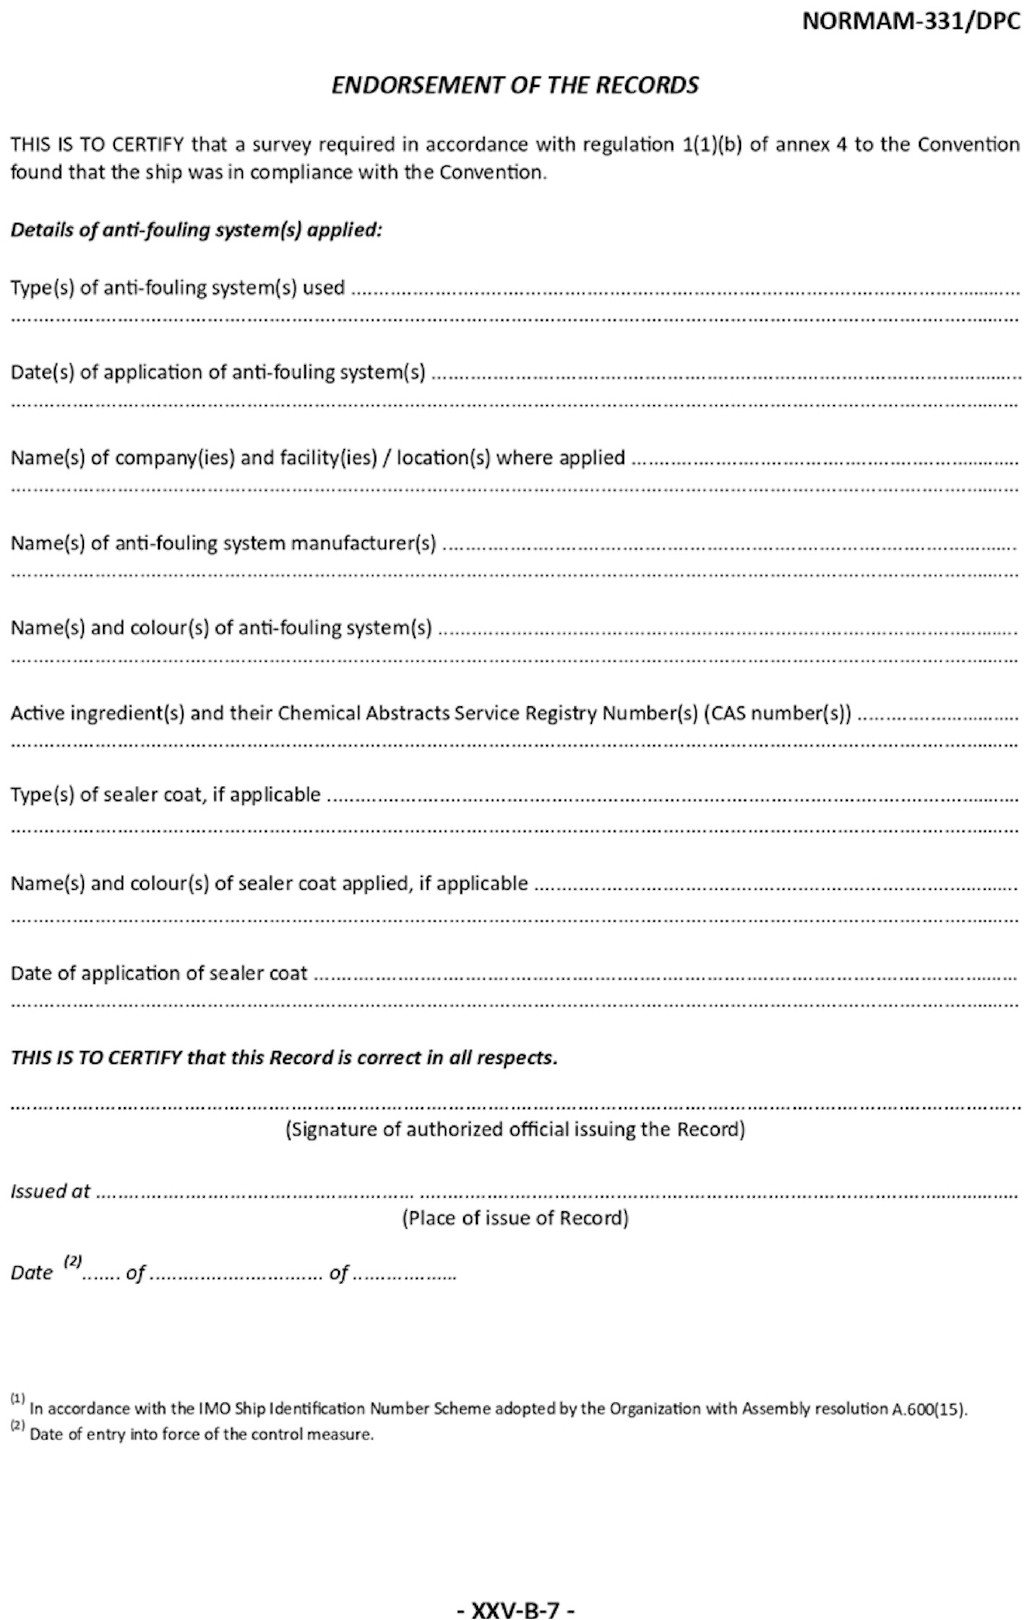 NORMAM-331/DPC
ENDORSEMENT OF THE RECORDS
THIS IS TO CERTIFY that a survey required in accordance with regulation 1(1)(b) of annex 4 to the Convention
found that the ship was in compliance with the Convention.
Details of anti-fouling system(s) applied:
Type(s) of anti-fouling system(s) used ........................................................................................................
................................................................................................................................................................
Date(s) of application of anti-fouling system(s) ........................................................................................................
................................................................................................................................................................
Name(s) of company(ies) and facility(ies) / location(s) where applied ......................................................................
................................................................................................................................................................
Name(s) of anti-fouling system manufacturer(s) ........................................................................................................
................................................................................................................................................................
Name(s) and colour(s) of anti-fouling system(s) ........................................................................................................
................................................................................................................................................................
Active ingredient(s) and their Chemical Abstracts Service Registry Number(s) (CAS number(s)) .............................
................................................................................................................................................................
Type(s) of sealer coat, if applicable ........................................................................................................
................................................................................................................................................................
Name(s) and colour(s) of sealer coat applied, if applicable ......................................................................................
................................................................................................................................................................
Date of application of sealer coat ........................................................................................................
................................................................................................................................................................
THIS IS TO CERTIFY that this Record is correct in all respects.
................................................................................................................................................................
(Signature of authorized official issuing the Record)
Issued at ......................................................... ..........................................................................................................
(Place of issue of Record)
Date (2)....... of ............................... of ...................
(1) In accordance with the IMO Ship Identification Number Scheme adopted by the Organization with Assembly resolution A.600(15).
(2) Date of entry into force of the control measure.
- XXV-B-7 -